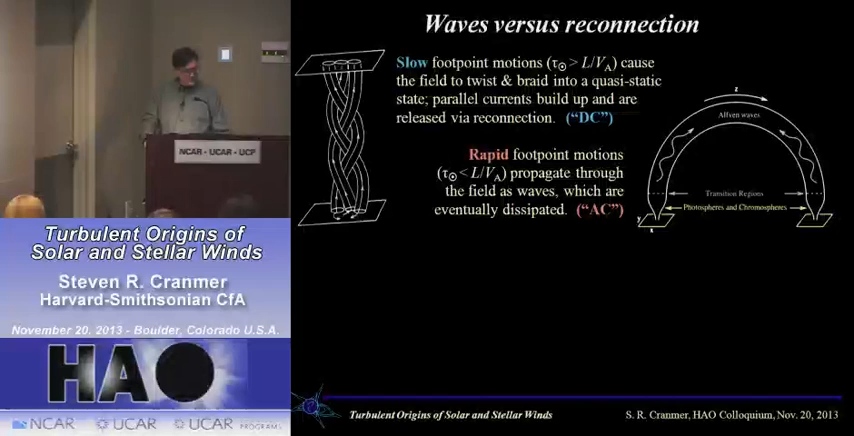 Waves versus reconnection
Slow footpoint motions (τ☉ > L/VA) cause
the field to twist & braid into a quasi-static
state; parallel currents build up and are
released via reconnection. (“DC”)
Rapid footpoint motions
(τ☉ < L/VA) propagate through
the field as waves, which are
eventually dissipated. (“AC”)
z
Alfven waves
Transition Regions
Photospheres and Chromospheres
y
x
NCAR - UCAR - UCP
Turbulent Origins of
Solar and Stellar Winds
Steven R. Cranmer
Harvard-Smithsonian CfA
November 20, 2013 - Boulder, Colorado U.S.A.
HAO
NCAR UCAR UCAR PROGRAMS
Turbulent Origins of Solar and Stellar Winds
S. R. Cranmer, HAO Colloquium, Nov. 20, 2013